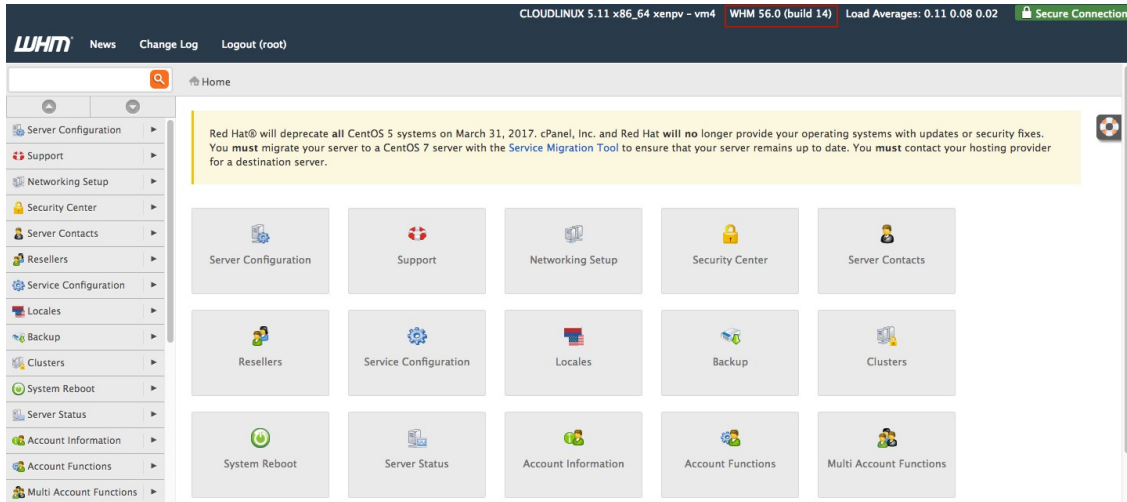 CLOUDLINUX 5.11 x86_64 xenpv - vm4 WHM 56.0 (build 14) Load Averages: 0.11 0.08 0.02 Secure Connection
WHM News Change Log Logout (root)
Home
Server Configuration
Support
Networking Setup
Security Center
Server Contacts
Resellers
Service Configuration
Locales
Backup
Clusters
System Reboot
Server Status
Account Information
Account Functions
Multi Account Functions
Red Hat® will deprecate all CentOS 5 systems on March 31, 2017. cPanel, Inc. and Red Hat will no longer provide your operating systems with updates or security fixes.
You must migrate your server to a CentOS 7 server with the Service Migration Tool to ensure that your server remains up to date. You must contact your hosting provider
for a destination server.
Server Configuration Support Networking Setup Security Center Server Contacts
Resellers Service Configuration Locales Backup Clusters
System Reboot Server Status Account Information Account Functions Multi Account Functions